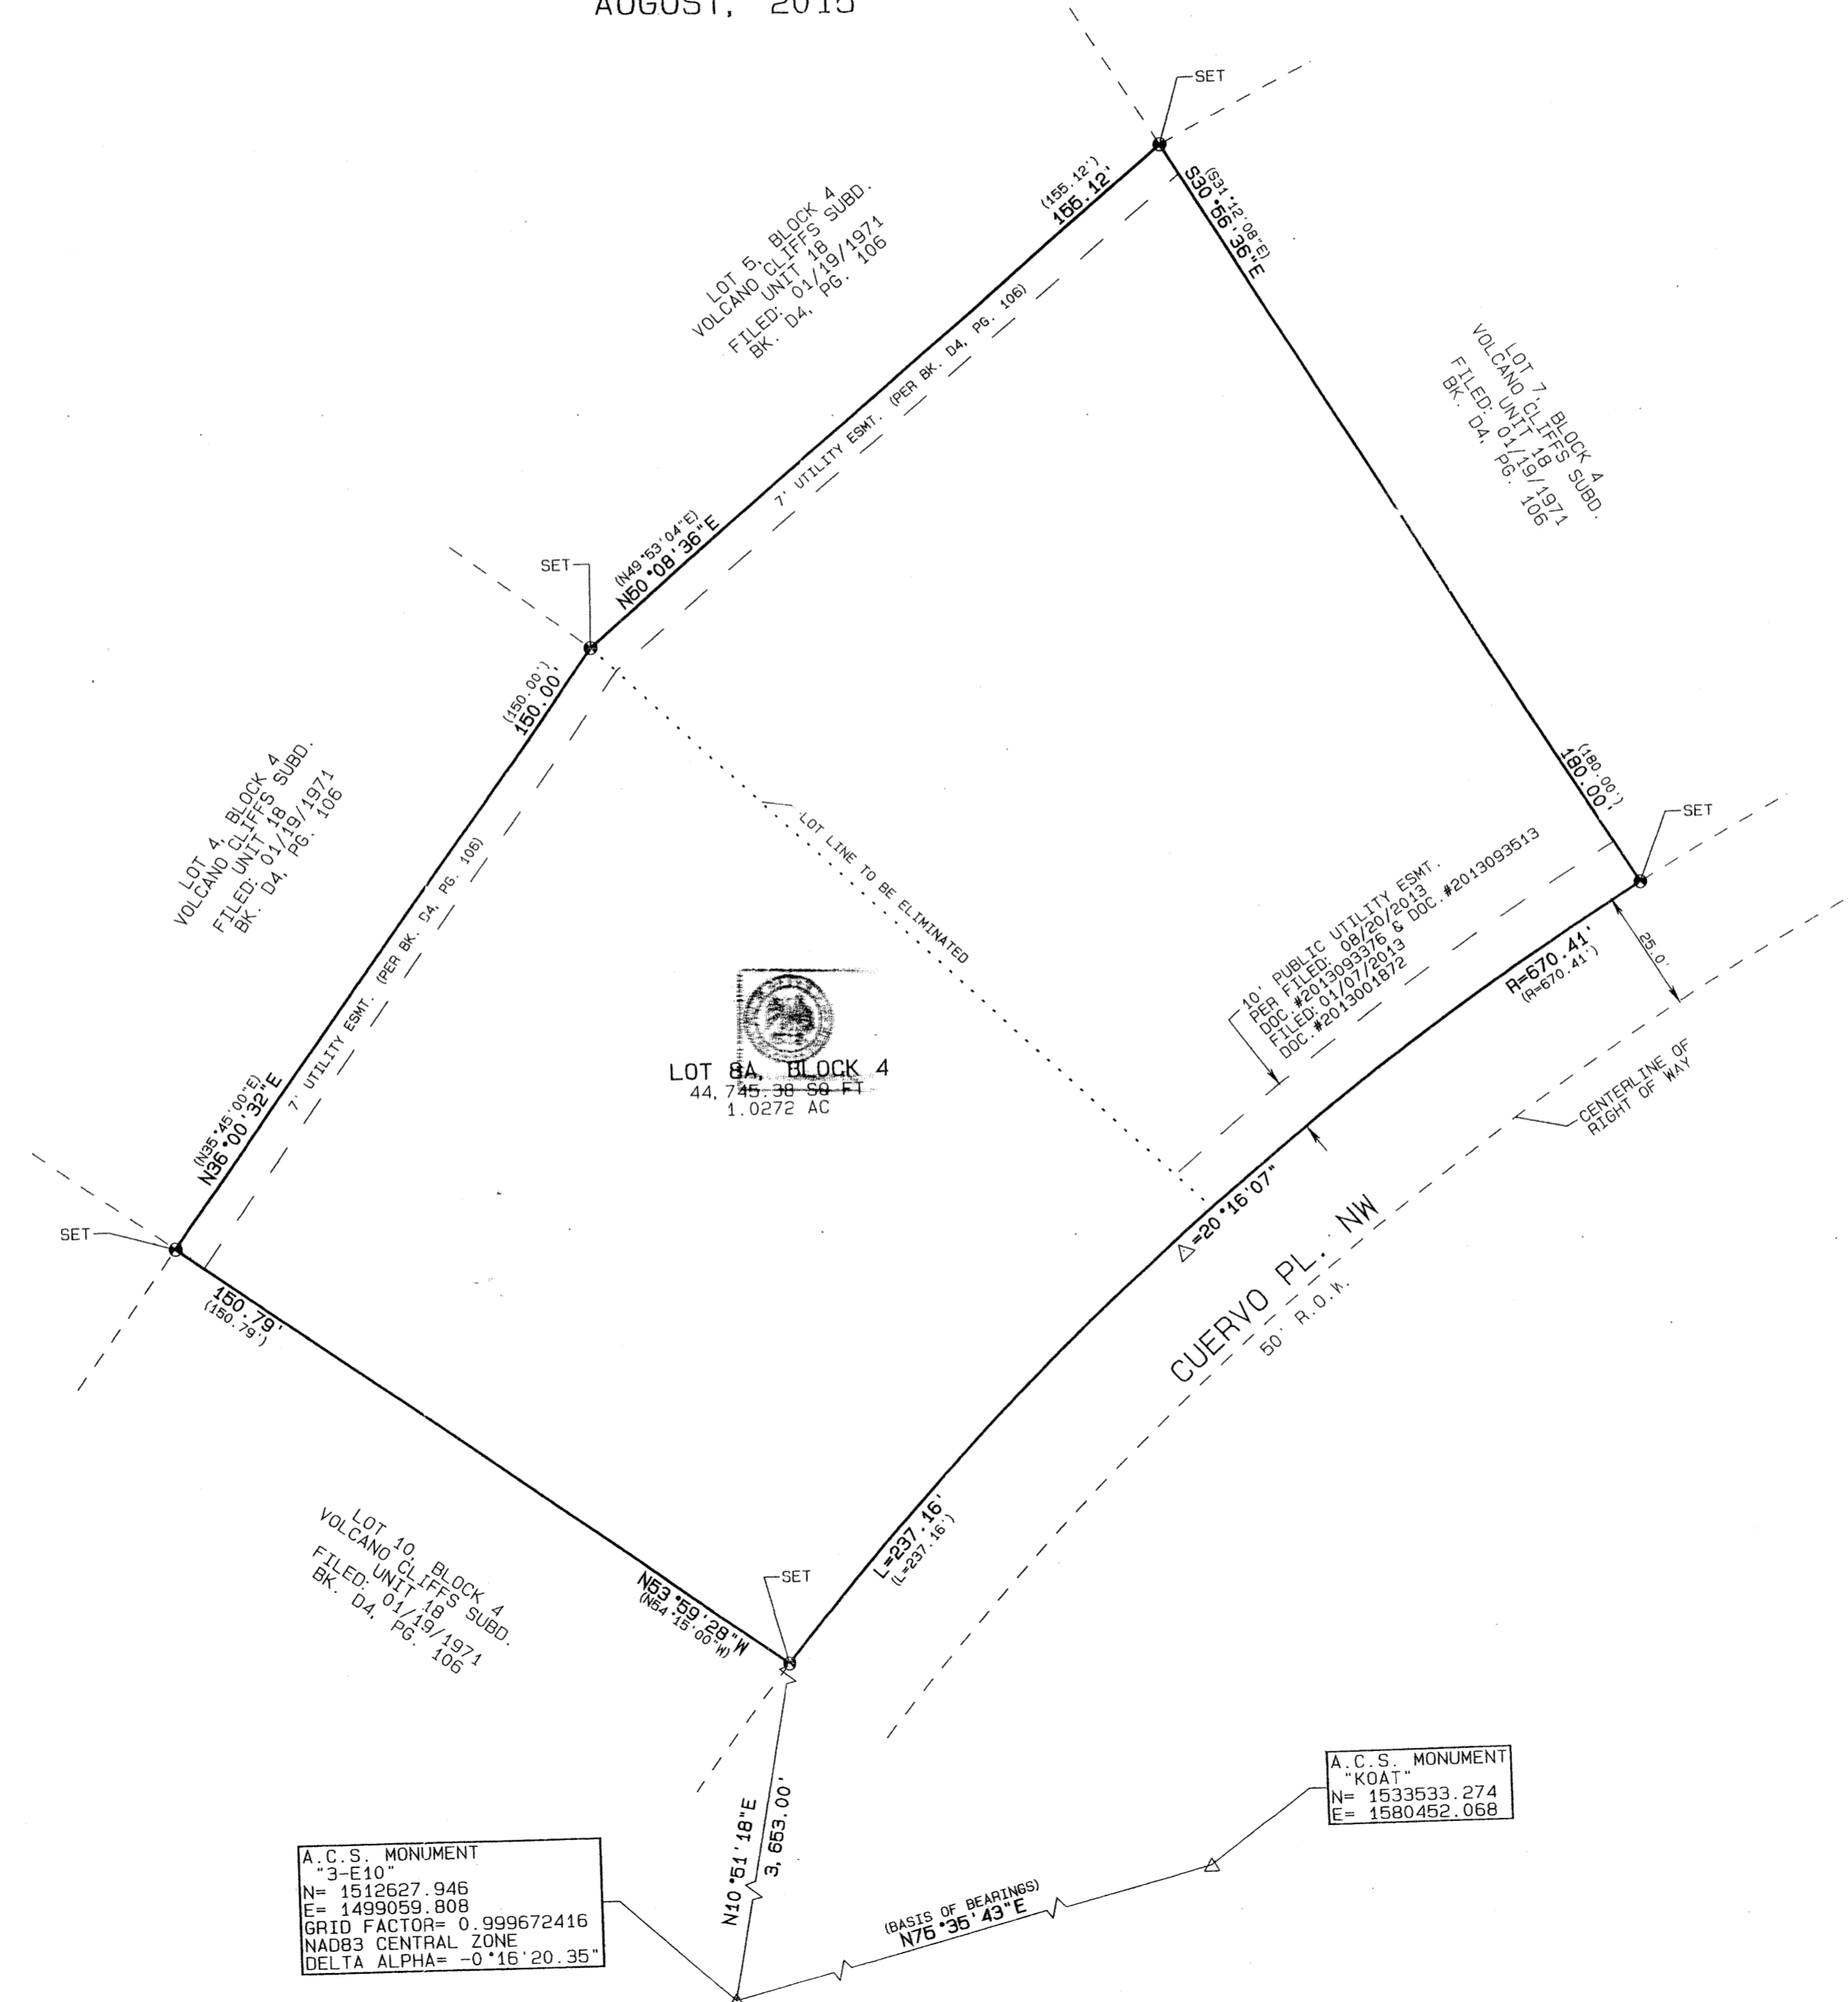 AUGUST, 2015
SET
(155.12')
155.12'
(S31°12'08"E)
S30°56'36"E
LOT 5, BLOCK 4
VOLCANO CLIFFS SUBD.
UNIT 18
FILED: 01/19/1971
BK. D4, PG. 106
7' UTILITY ESMT. (PER BK. D4, PG. 106)
LOT 7, BLOCK 4
VOLCANO CLIFFS SUBD.
UNIT 18
FILED: 01/19/1971
BK. D4, PG. 106
(N49°53'04"E)
N50°08'36"E
SET
(150.00')
150.00'
LOT 4, BLOCK 4
VOLCANO CLIFFS SUBD.
UNIT 18
FILED: 01/19/1971
BK. D4, PG. 106
7' UTILITY ESMT. (PER BK. D4, PG. 106)
LOT LINE TO BE ELIMINATED
(180.00')
180.00'
SET
10' PUBLIC UTILITY ESMT.
PER FILED: 08/20/2013
DOC.#2013093376 & DOC.#2013093513
FILED: 01/07/2013
DOC.#2013001872
R=670.41'
(R=670.41')
25.0'
LOT 8A, BLOCK 4
44,745.38 SQ FT
1.0272 AC
CENTERLINE OF
RIGHT OF WAY
(N35°45'00"E)
N36°00'32"E
SET
△=20°16'07"
CUERVO PL. NW
50' R.O.W.
150.79'
(150.79')
L=237.16'
(L=237.16')
LOT 10, BLOCK 4
VOLCANO CLIFFS SUBD.
UNIT 18
FILED: 01/19/1971
BK. D4, PG. 106
N53°59'28"W
(N54°15'00"W)
SET
N10°51'18"E
3,653.00'
A.C.S. MONUMENT
"KOAT"
N= 1533533.274
E= 1580452.068
A.C.S. MONUMENT
"3-E10"
N= 1512627.946
E= 1499059.808
GRID FACTOR= 0.999672416
NAD83 CENTRAL ZONE
DELTA ALPHA= -0°16'20.35"
(BASIS OF BEARINGS)
N75°35'43"E